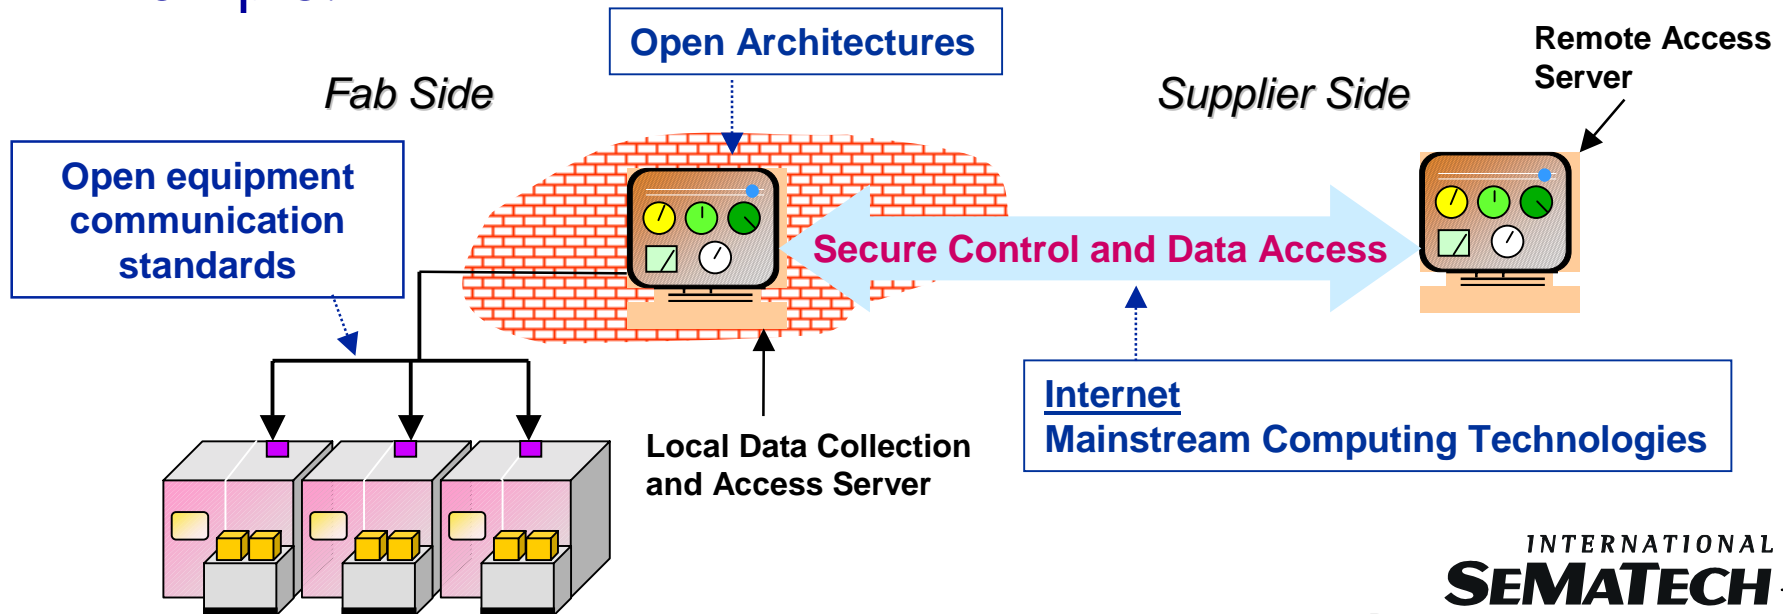 Open Architectures
Remote Access
Server
Fab Side
Supplier Side
Open equipment
communication
standards
Secure Control and Data Access
Internet
Mainstream Computing Technologies
Local Data Collection
and Access Server
INTERNATIONAL
SEMATECH